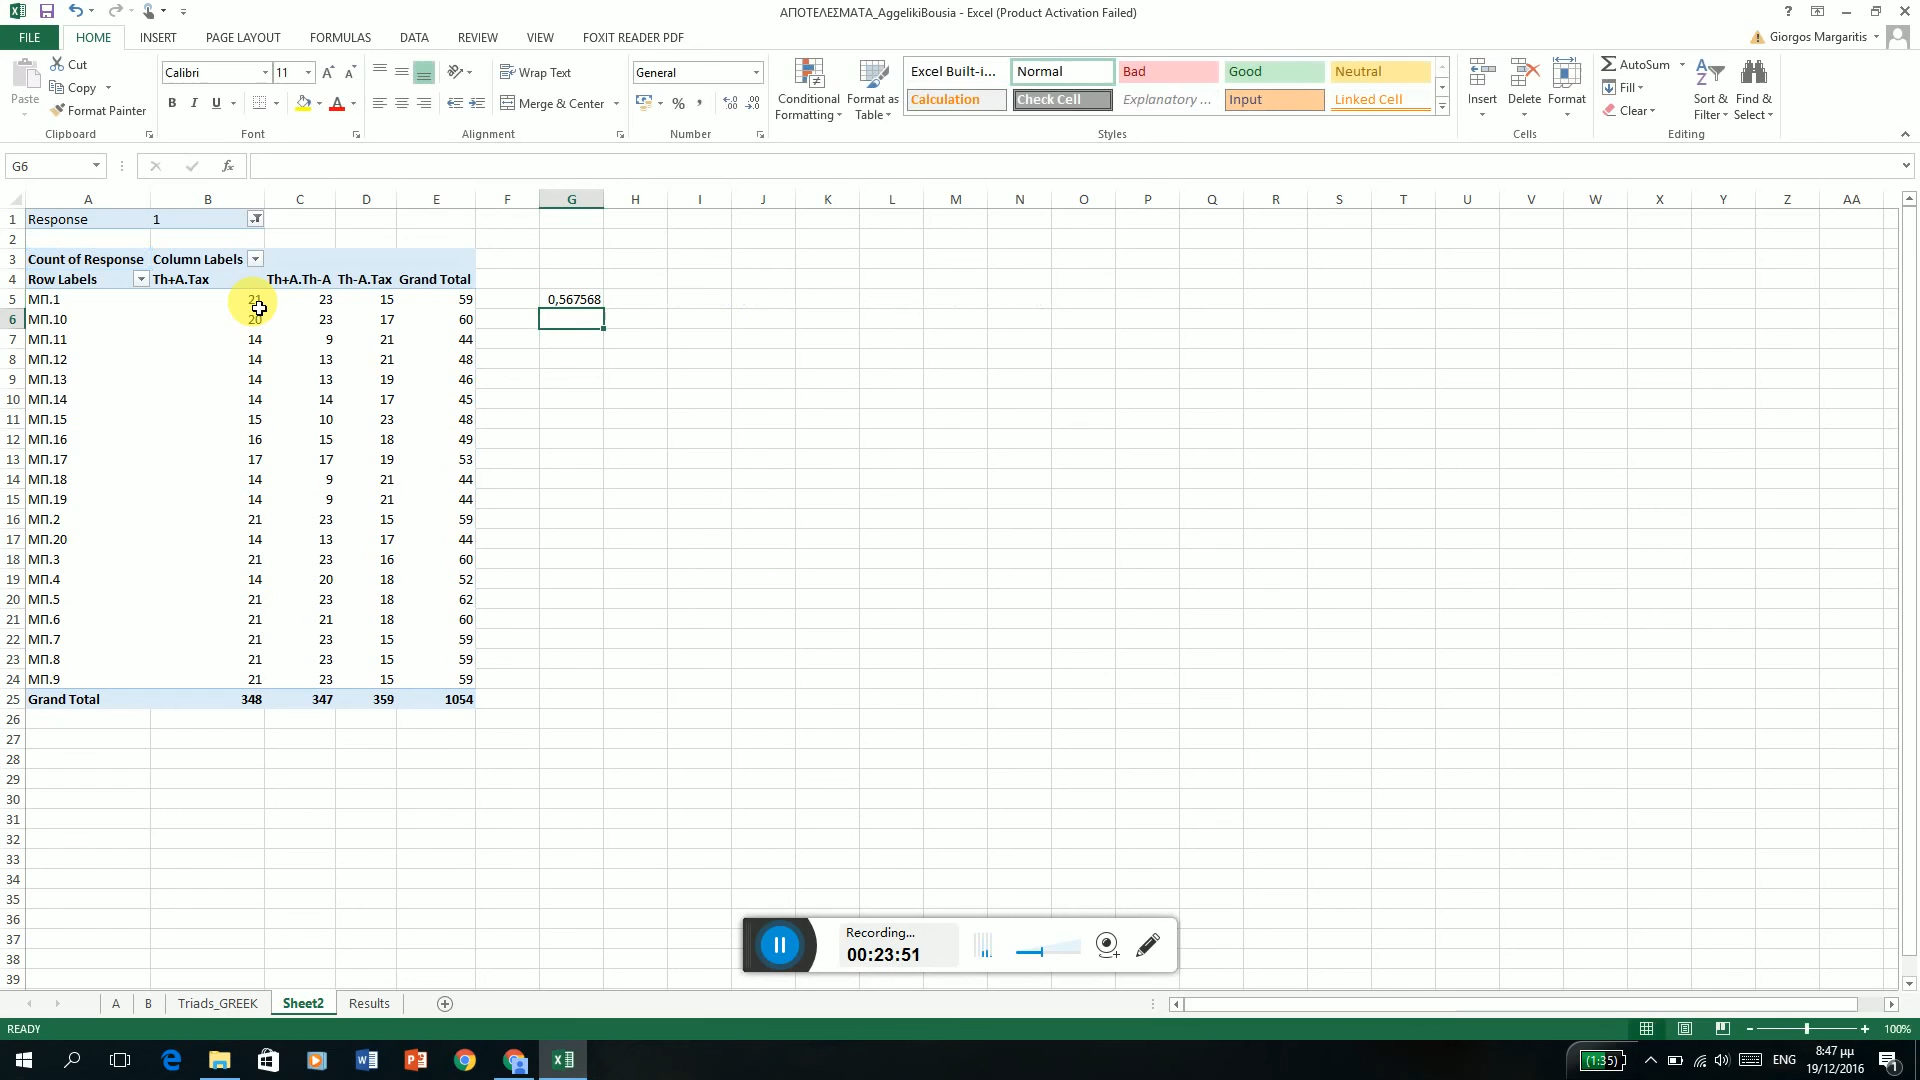 ΑΠΟΤΕΛΕΣΜΑΤΑ_AggelikiBousia - Excel (Product Activation Failed)
FILE HOME INSERT PAGE LAYOUT FORMULAS DATA REVIEW VIEW FOXIT READER PDF Giorgos Margaritis
Cut
Copy
Format Painter
Paste
Clipboard
Calibri 11
B I U
Font
Wrap Text
Merge & Center
Alignment
General
%
Number
Conditional Formatting
Format as Table
Excel Built-i... Normal Bad Good Neutral
Calculation Check Cell Explanatory ... Input Linked Cell
Styles
Insert Delete Format
Cells
AutoSum
Fill
Clear
Sort & Filter
Find & Select
Editing
G6 fx
A B C D E F G H I J K L M N O P Q R S T U V W X Y Z AA
1 Response 1
2
3 Count of Response Column Labels
4 Row Labels Th+A.Tax Th+A.Th-A Th-A.Tax Grand Total
5 ΜΠ.1 21 23 15 59 0,567568
6 ΜΠ.10 20 23 17 60
7 ΜΠ.11 14 9 21 44
8 ΜΠ.12 14 13 21 48
9 ΜΠ.13 14 13 19 46
10 ΜΠ.14 14 14 17 45
11 ΜΠ.15 15 10 23 48
12 ΜΠ.16 16 15 18 49
13 ΜΠ.17 17 17 19 53
14 ΜΠ.18 14 9 21 44
15 ΜΠ.19 14 9 21 44
16 ΜΠ.2 21 23 15 59
17 ΜΠ.20 14 13 17 44
18 ΜΠ.3 21 23 16 60
19 ΜΠ.4 14 20 18 52
20 ΜΠ.5 21 23 18 62
21 ΜΠ.6 21 21 18 60
22 ΜΠ.7 21 23 15 59
23 ΜΠ.8 21 23 15 59
24 ΜΠ.9 21 23 15 59
25 Grand Total 348 347 359 1054
26
27
28
29
30
31
32
33
34
35
36
37
38
39
Recording...
00:23:51
A B Triads_GREEK Sheet2 Results
READY 100%
(1:35) ENG 8:47 μμ
19/12/2016
1